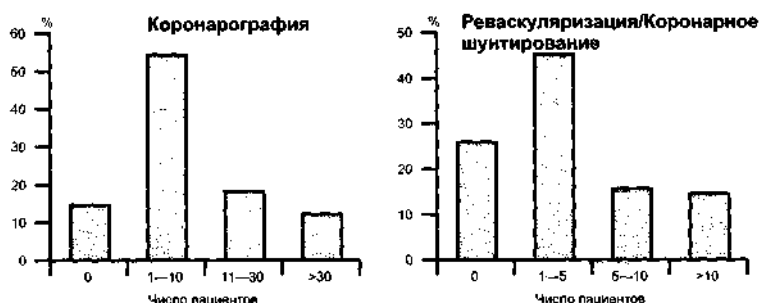 Коронарография
%
60
50
40
30
20
10
0
0 1—10 11—30 >30
Число пациентов
Реваскуляризация/Коронарное
шунтирование
%
50
40
30
20
10
0
0 1—5 6—10 >10
Число пациентов